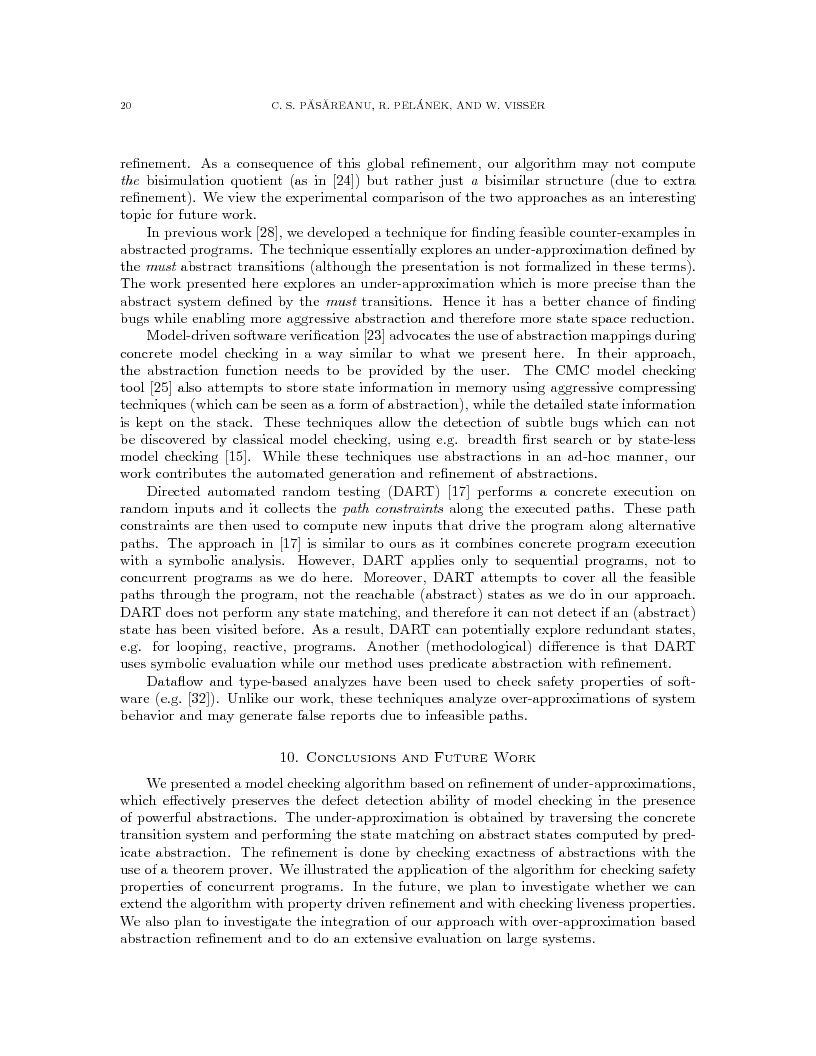 20
C. S. PĂSĂREANU, R. PELÁNEK, AND W. VISSER
refinement. As a consequence of this global refinement, our algorithm may not compute
the bisimulation quotient (as in [24]) but rather just a bisimilar structure (due to extra
refinement). We view the experimental comparison of the two approaches as an interesting
topic for future work.
In previous work [28], we developed a technique for finding feasible counter-examples in
abstracted programs. The technique essentially explores an under-approximation defined by
the must abstract transitions (although the presentation is not formalized in these terms).
The work presented here explores an under-approximation which is more precise than the
abstract system defined by the must transitions. Hence it has a better chance of finding
bugs while enabling more aggressive abstraction and therefore more state space reduction.
Model-driven software verification [23] advocates the use of abstraction mappings during
concrete model checking in a way similar to what we present here. In their approach,
the abstraction function needs to be provided by the user. The CMC model checking
tool [25] also attempts to store state information in memory using aggressive compressing
techniques (which can be seen as a form of abstraction), while the detailed state information
is kept on the stack. These techniques allow the detection of subtle bugs which can not
be discovered by classical model checking, using e.g. breadth first search or by state-less
model checking [15]. While these techniques use abstractions in an ad-hoc manner, our
work contributes the automated generation and refinement of abstractions.
Directed automated random testing (DART) [17] performs a concrete execution on
random inputs and it collects the path constraints along the executed paths. These path
constraints are then used to compute new inputs that drive the program along alternative
paths. The approach in [17] is similar to ours as it combines concrete program execution
with a symbolic analysis. However, DART applies only to sequential programs, not to
concurrent programs as we do here. Moreover, DART attempts to cover all the feasible
paths through the program, not the reachable (abstract) states as we do in our approach.
DART does not perform any state matching, and therefore it can not detect if an (abstract)
state has been visited before. As a result, DART can potentially explore redundant states,
e.g. for looping, reactive, programs. Another (methodological) difference is that DART
uses symbolic evaluation while our method uses predicate abstraction with refinement.
Dataflow and type-based analyzes have been used to check safety properties of soft-
ware (e.g. [32]). Unlike our work, these techniques analyze over-approximations of system
behavior and may generate false reports due to infeasible paths.
10. Conclusions and Future Work
We presented a model checking algorithm based on refinement of under-approximations,
which effectively preserves the defect detection ability of model checking in the presence
of powerful abstractions. The under-approximation is obtained by traversing the concrete
transition system and performing the state matching on abstract states computed by pred-
icate abstraction. The refinement is done by checking exactness of abstractions with the
use of a theorem prover. We illustrated the application of the algorithm for checking safety
properties of concurrent programs. In the future, we plan to investigate whether we can
extend the algorithm with property driven refinement and with checking liveness properties.
We also plan to investigate the integration of our approach with over-approximation based
abstraction refinement and to do an extensive evaluation on large systems.